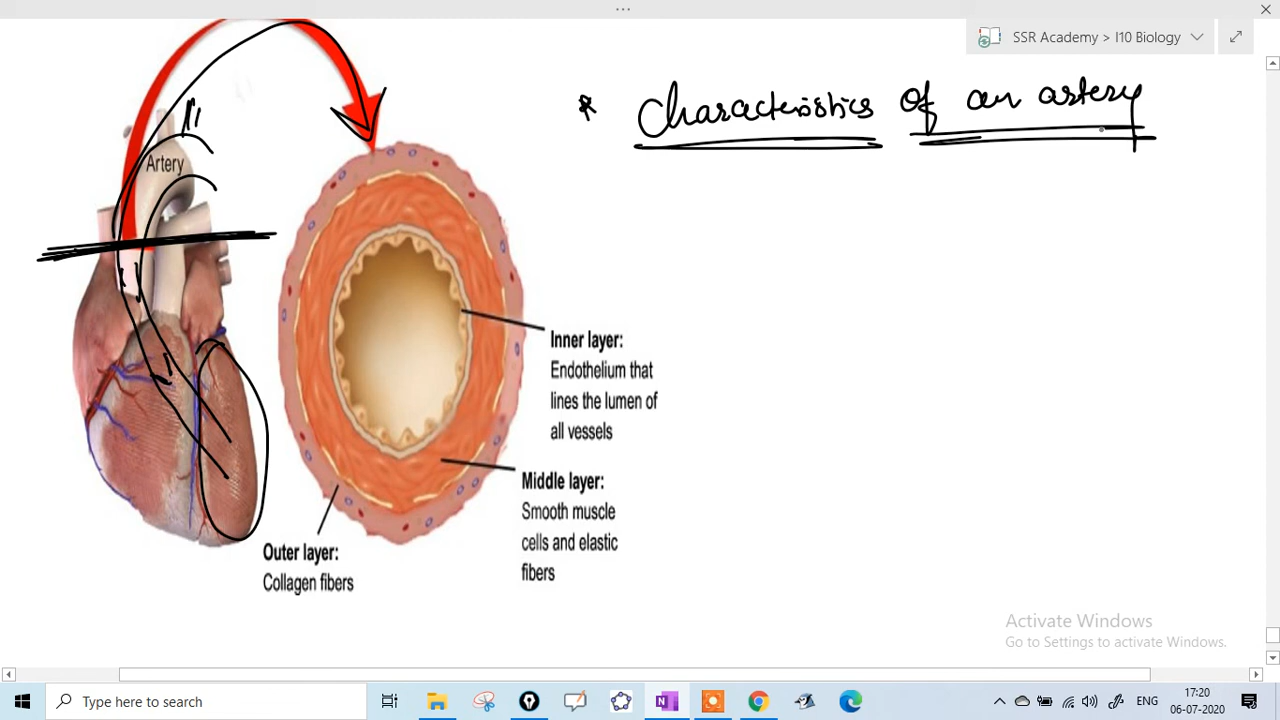 SSR Academy > I10 Biology
* Characteristics of an artery
Artery
Inner layer:
Endothelium that
lines the lumen of
all vessels
Middle layer:
Smooth muscle
cells and elastic
fibers
Outer layer:
Collagen fibers
Activate Windows
Go to Settings to activate Windows.
Type here to search
ENG
17:20
06-07-2020